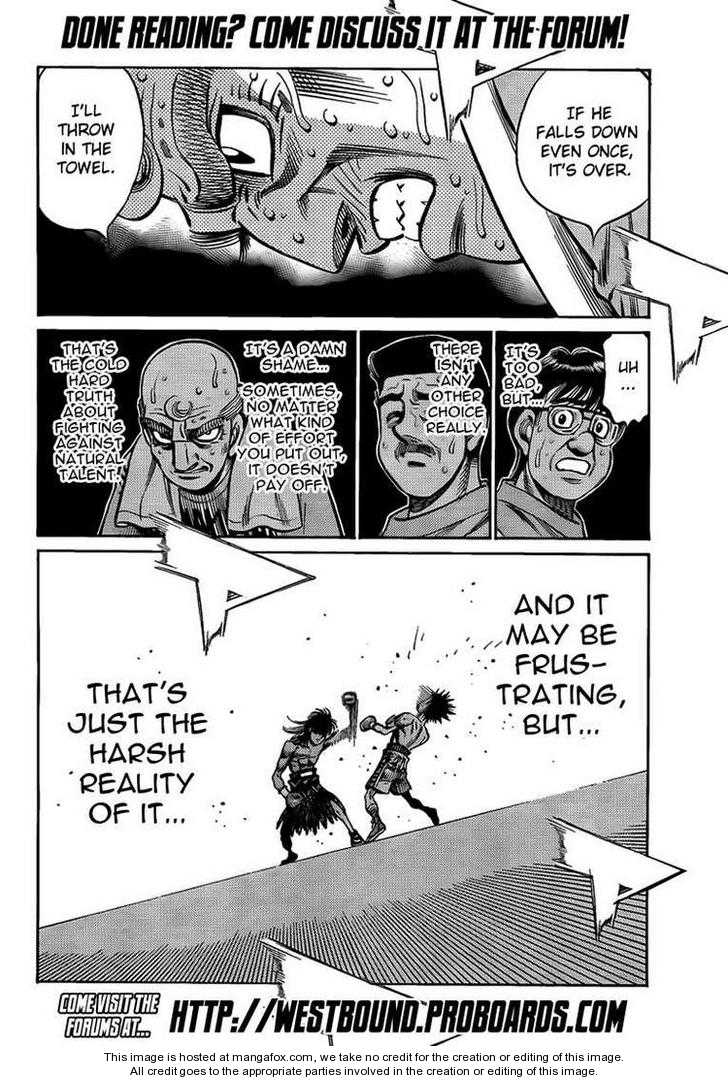 DONE READING? COME DISCUSS IT AT THE FORUM!
IF HE
FALLS DOWN
EVEN ONCE,
IT'S OVER.
I'LL
THROW
IN THE
TOWEL.
UH
...
IT'S
TOO
BAD,
BUT...
THERE
ISN'T
ANY
OTHER
CHOICE
REALLY.
IT'S A DAMN
SHAME...
SOMETIMES,
NO MATTER
WHAT KIND
OF EFFORT
YOU PUT OUT,
IT DOESN'T
PAY OFF.
THAT'S
THE COLD
HARD
TRUTH
ABOUT
FIGHTING
AGAINST
NATURAL
TALENT.
AND IT
MAY BE
FRUS-
TRATING,
BUT...
THAT'S
JUST THE
HARSH
REALITY
OF IT...
COME VISIT THE
FORUMS AT...
HTTP://WESTBOUND.PROBOARDS.COM
This image is hosted at mangafox.com, we take no credit for the creation or editing of this image.
All credit goes to the appropriate parties involved in the creation or editing of this image.